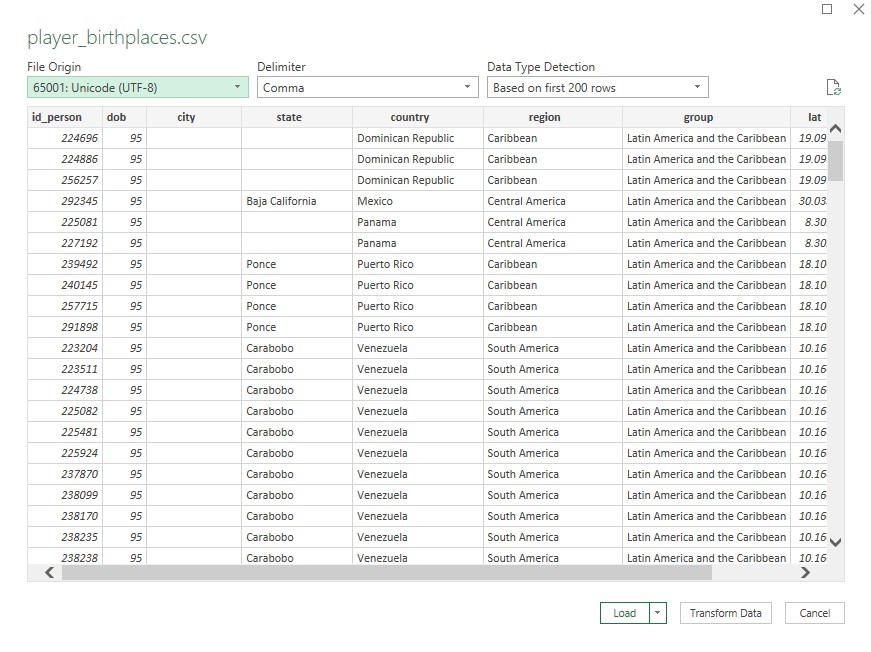 player_birthplaces.csv
File Origin Delimiter Data Type Detection
65001: Unicode (UTF-8) Comma Based on first 200 rows
id_person dob city state country region group lat
224696 95 Dominican Republic Caribbean Latin America and the Caribbean 19.09
224886 95 Dominican Republic Caribbean Latin America and the Caribbean 19.09
256257 95 Dominican Republic Caribbean Latin America and the Caribbean 19.09
292345 95 Baja California Mexico Central America Latin America and the Caribbean 30.03
225081 95 Panama Central America Latin America and the Caribbean 8.30
227192 95 Panama Central America Latin America and the Caribbean 8.30
239492 95 Ponce Puerto Rico Caribbean Latin America and the Caribbean 18.10
240145 95 Ponce Puerto Rico Caribbean Latin America and the Caribbean 18.10
257715 95 Ponce Puerto Rico Caribbean Latin America and the Caribbean 18.10
291898 95 Ponce Puerto Rico Caribbean Latin America and the Caribbean 18.10
223204 95 Carabobo Venezuela South America Latin America and the Caribbean 10.16
223511 95 Carabobo Venezuela South America Latin America and the Caribbean 10.16
224738 95 Carabobo Venezuela South America Latin America and the Caribbean 10.16
225082 95 Carabobo Venezuela South America Latin America and the Caribbean 10.16
225481 95 Carabobo Venezuela South America Latin America and the Caribbean 10.16
225924 95 Carabobo Venezuela South America Latin America and the Caribbean 10.16
237870 95 Carabobo Venezuela South America Latin America and the Caribbean 10.16
238099 95 Carabobo Venezuela South America Latin America and the Caribbean 10.16
238170 95 Carabobo Venezuela South America Latin America and the Caribbean 10.16
238235 95 Carabobo Venezuela South America Latin America and the Caribbean 10.16
238238 95 Carabobo Venezuela South America Latin America and the Caribbean 10.16
Load Transform Data Cancel